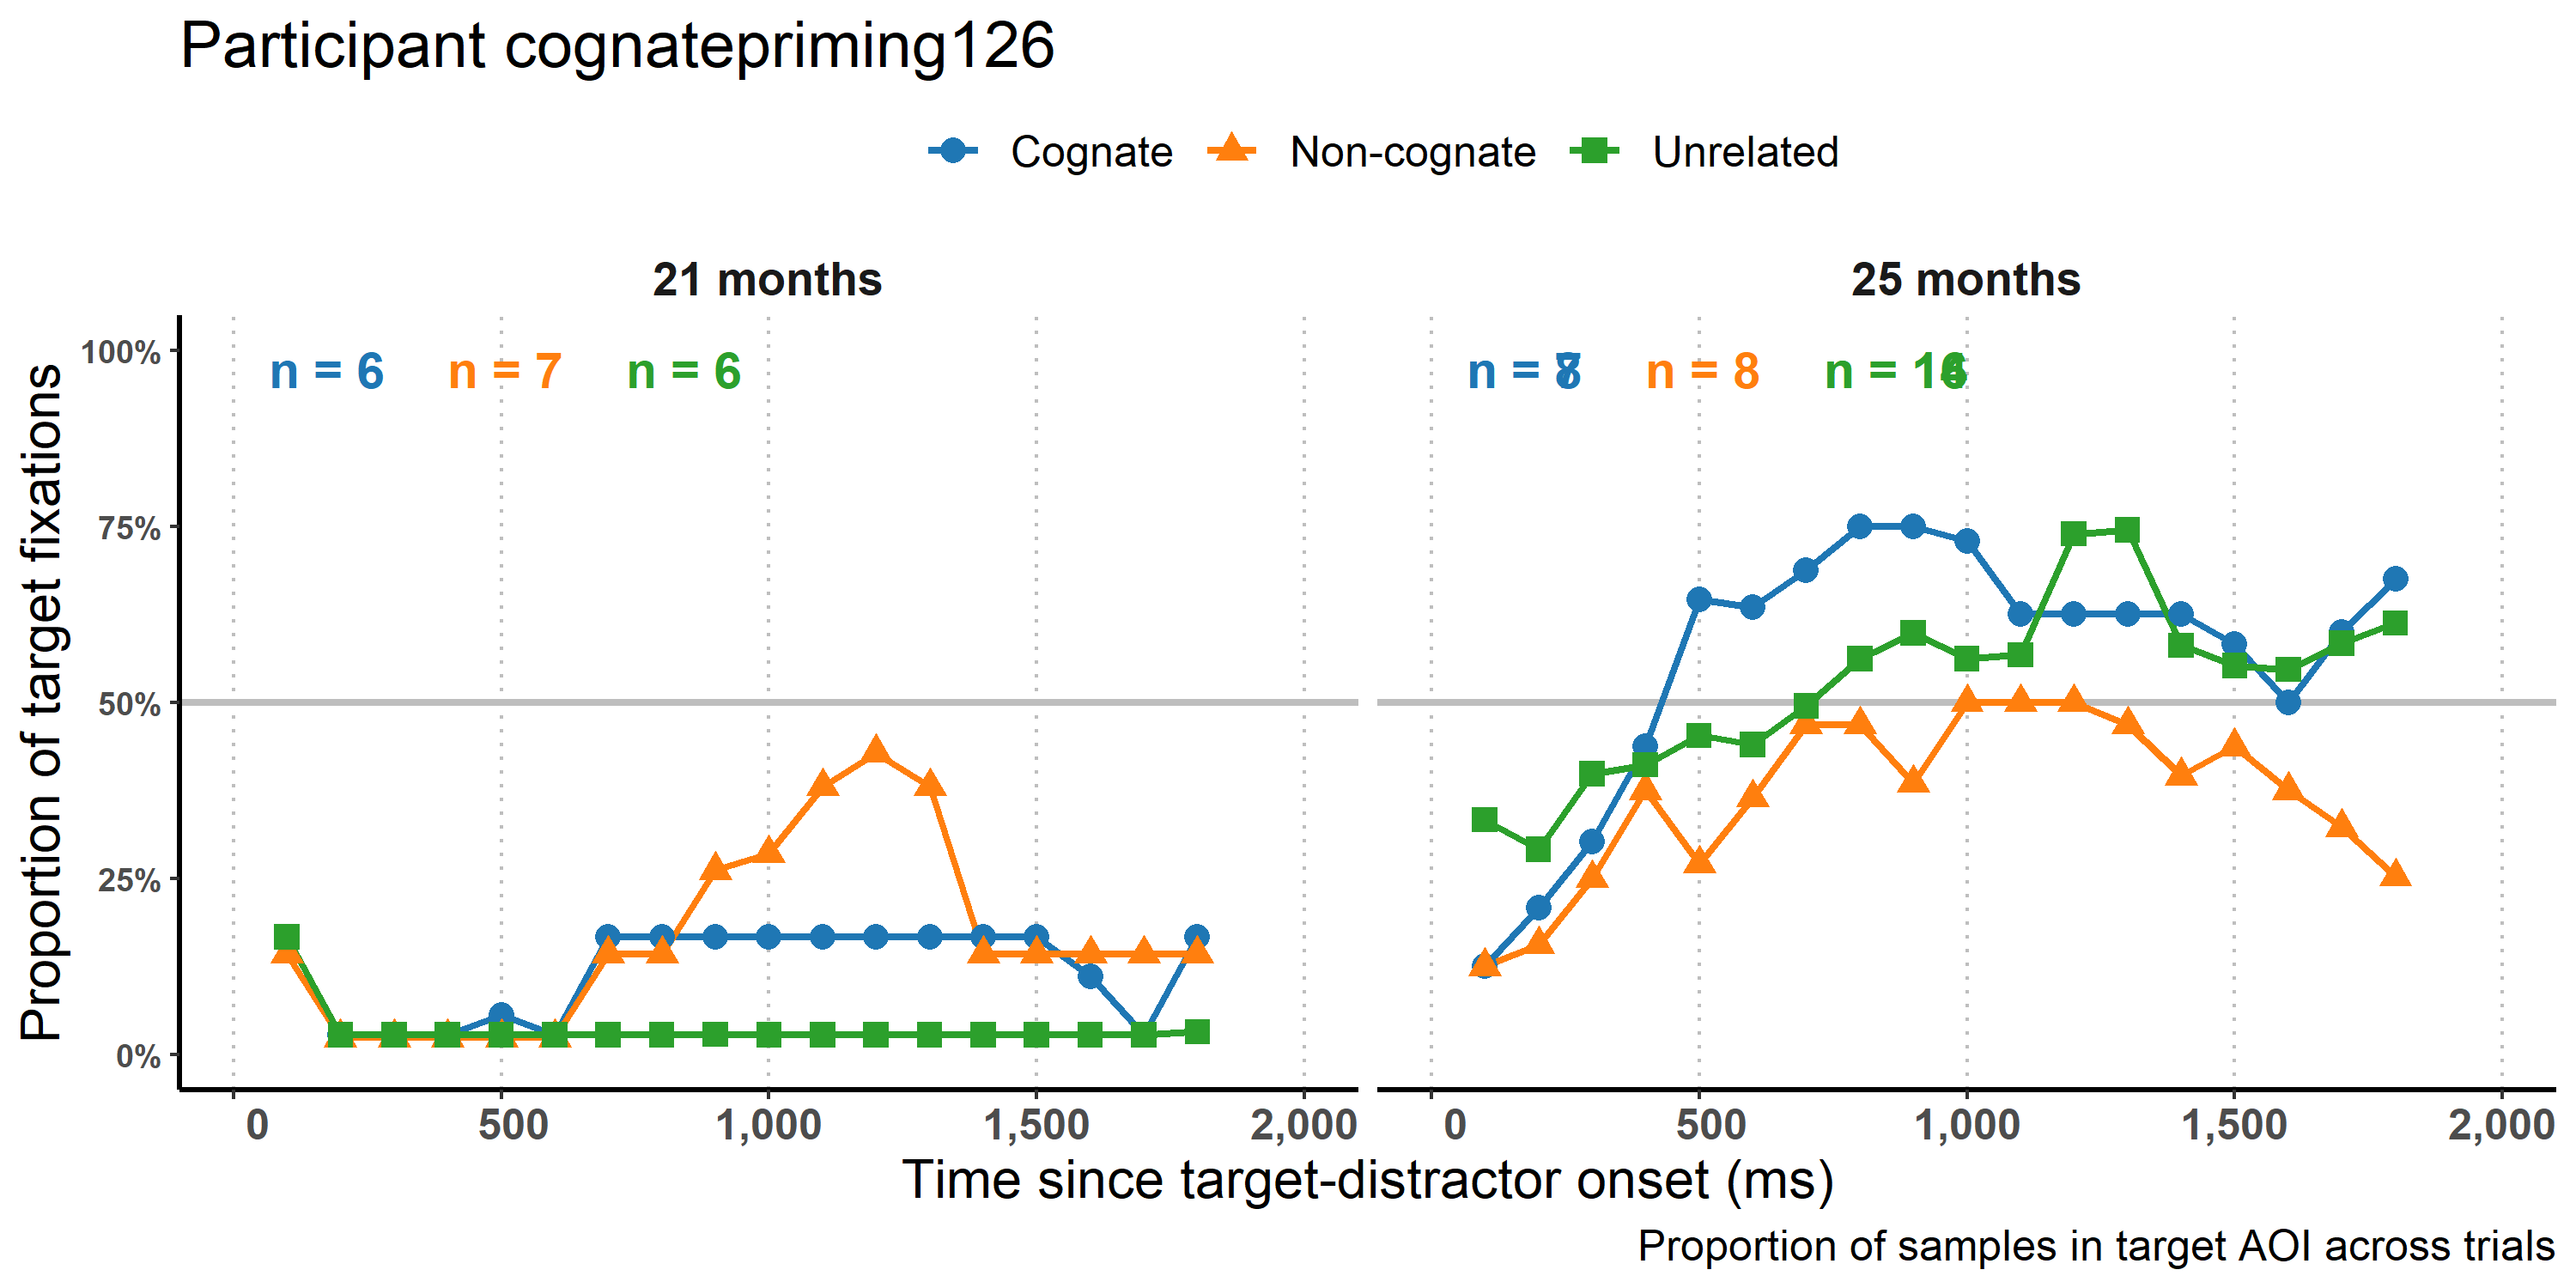 Participant cognatepriming126
Cognate Non-cognate Unrelated
21 months 25 months
Proportion of target fixations
100%
75%
50%
25%
0%
n = 6 n = 7 n = 6
n = n = 8 n =
0 500 1,000 1,500 2,000 0 500 1,000 1,500 2,000
Time since target-distractor onset (ms)
Proportion of samples in target AOI across trials